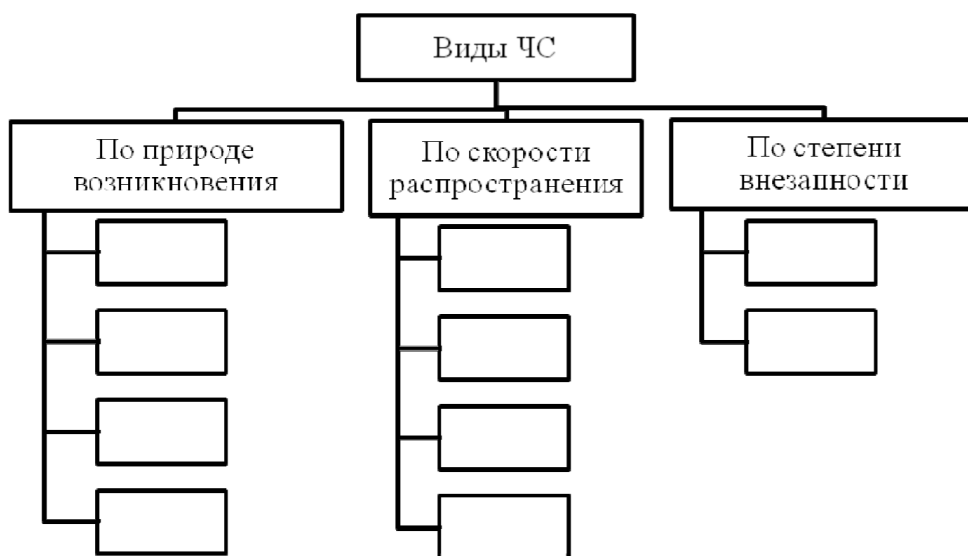 Виды ЧС
По природе
возникновения
По скорости
распространения
По степени
внезапности